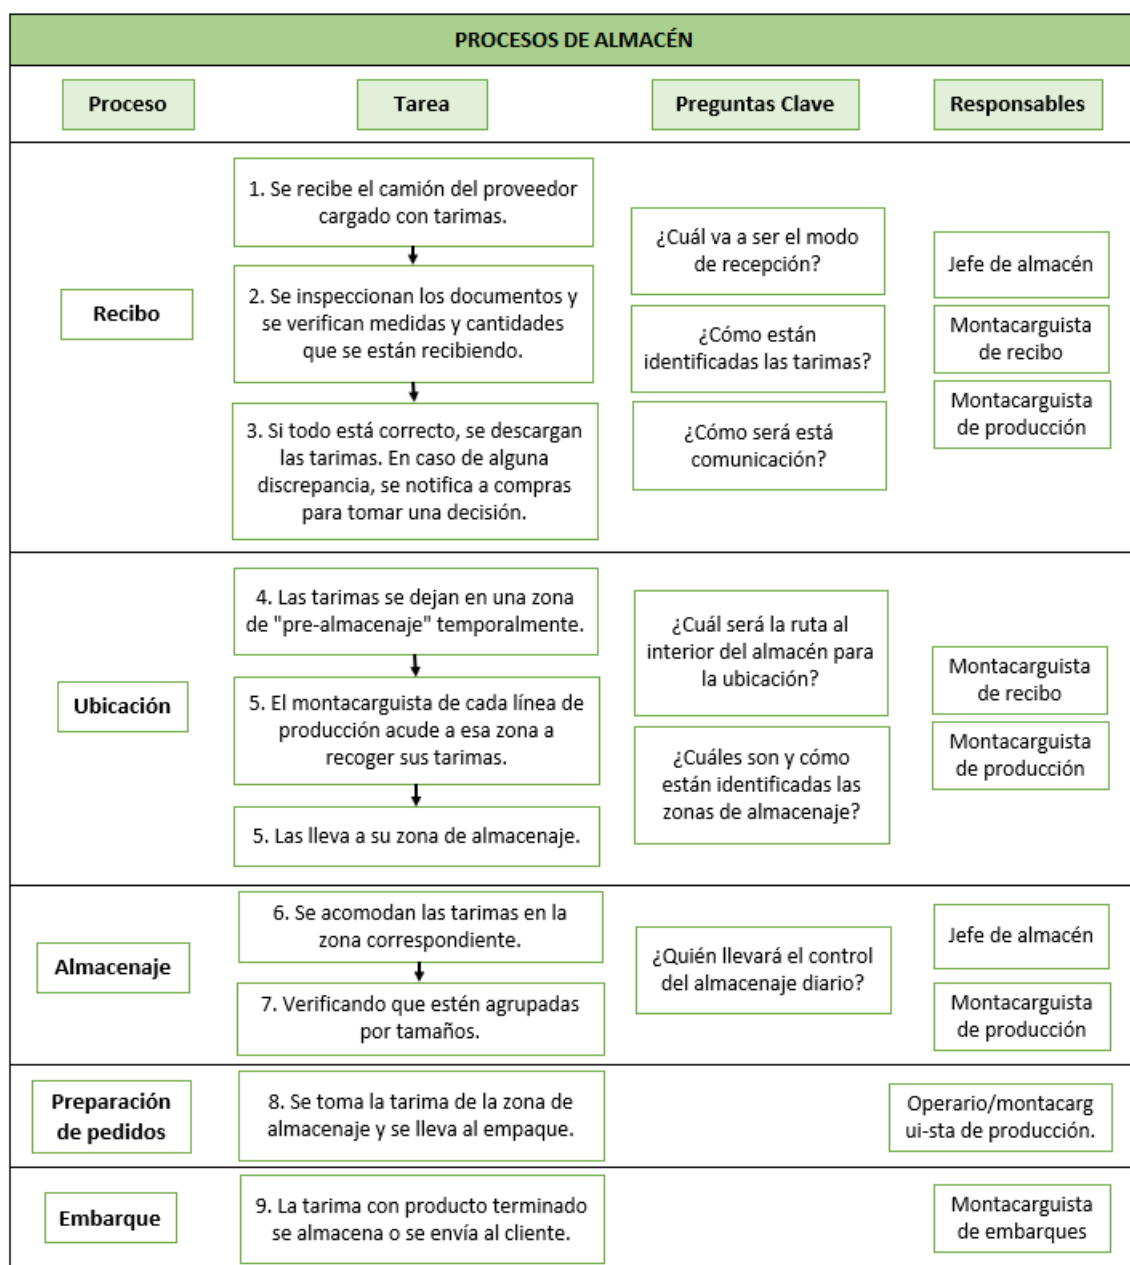 PROCESOS DE ALMACÉN
Proceso
Tarea
Preguntas Clave
Responsables
Recibo
1. Se recibe el camión del proveedor
cargado con tarimas.
2. Se inspeccionan los documentos y
se verifican medidas y cantidades
que se están recibiendo.
3. Si todo está correcto, se descargan
las tarimas. En caso de alguna
discrepancia, se notifica a compras
para tomar una decisión.
¿Cuál va a ser el modo
de recepción?
¿Cómo están
identificadas las tarimas?
¿Cómo será está
comunicación?
Jefe de almacén
Montacarguista
de recibo
Montacarguista
de producción
Ubicación
4. Las tarimas se dejan en una zona
de "pre-almacenaje" temporalmente.
5. El montacarguista de cada línea de
producción acude a esa zona a
recoger sus tarimas.
5. Las lleva a su zona de almacenaje.
¿Cuál será la ruta al
interior del almacén para
la ubicación?
¿Cuáles son y cómo
están identificadas las
zonas de almacenaje?
Montacarguista
de recibo
Montacarguista
de producción
Almacenaje
6. Se acomodan las tarimas en la
zona correspondiente.
7. Verificando que estén agrupadas
por tamaños.
¿Quién llevará el control
del almacenaje diario?
Jefe de almacén
Montacarguista
de producción
Preparación
de pedidos
8. Se toma la tarima de la zona de
almacenaje y se lleva al empaque.
Operario/montacarg
ui-sta de producción.
Embarque
9. La tarima con producto terminado
se almacena o se envía al cliente.
Montacarguista
de embarques